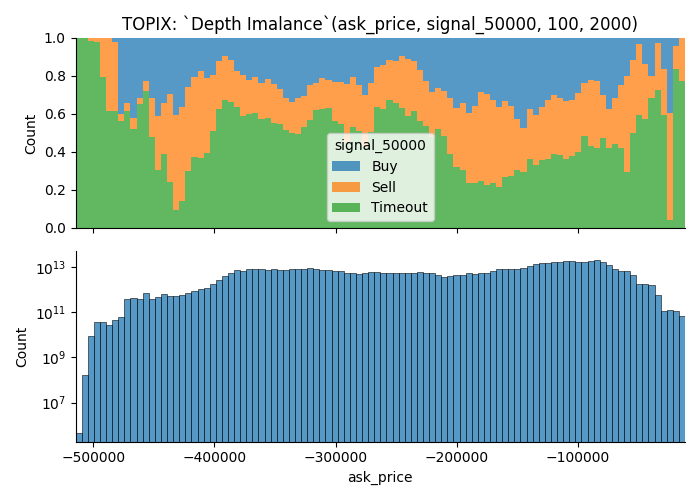 TOPIX: `Depth Imalance`(ask_price, signal_50000, 100, 2000)
1.0
0.8
0.6
0.4
0.2
0.0
Count
signal_50000
Buy
Sell
Timeout
10^13
10^11
10^9
10^7
Count
−500000 −400000 −300000 −200000 −100000
ask_price